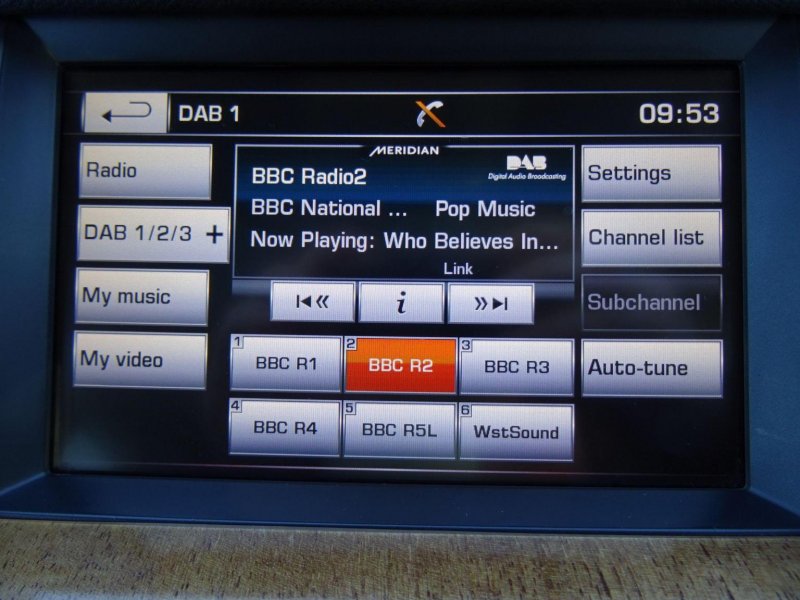 DAB 1
09:53
Radio
DAB 1/2/3 +
My music
My video
MERIDIAN
DAB
Digital Audio Broadcasting
BBC Radio2
BBC National ... Pop Music
Now Playing: Who Believes In...
Link
i
Settings
Channel list
Subchannel
Auto-tune
1 BBC R1
2 BBC R2
3 BBC R3
4 BBC R4
5 BBC R5L
6 WstSound